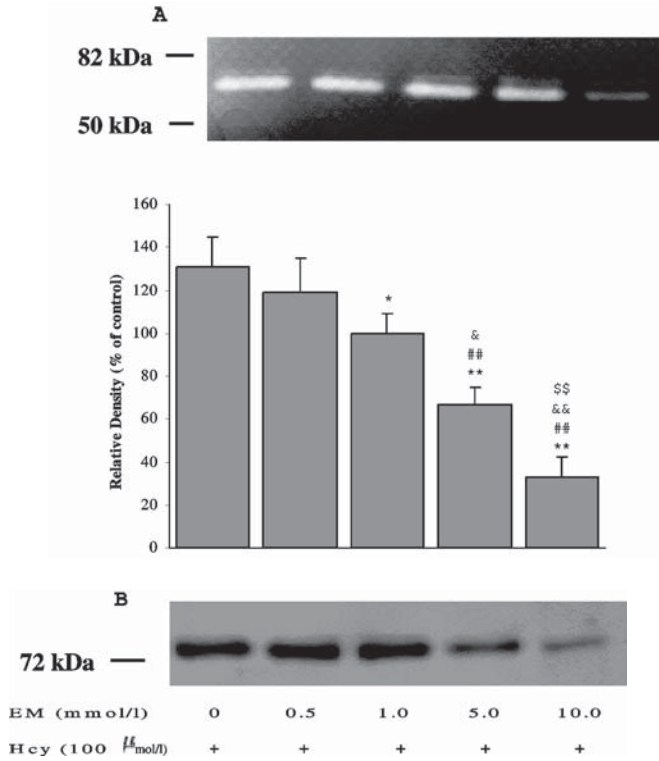 A
82 kDa
50 kDa
Relative Density (% of control)
160
140
120
100
80
60
40
20
0
*
&
##
**
$$
&&
##
**
B
72 kDa
EM (mmol/l) 0 0.5 1.0 5.0 10.0
Hcy (100 μmol/l) + + + + +